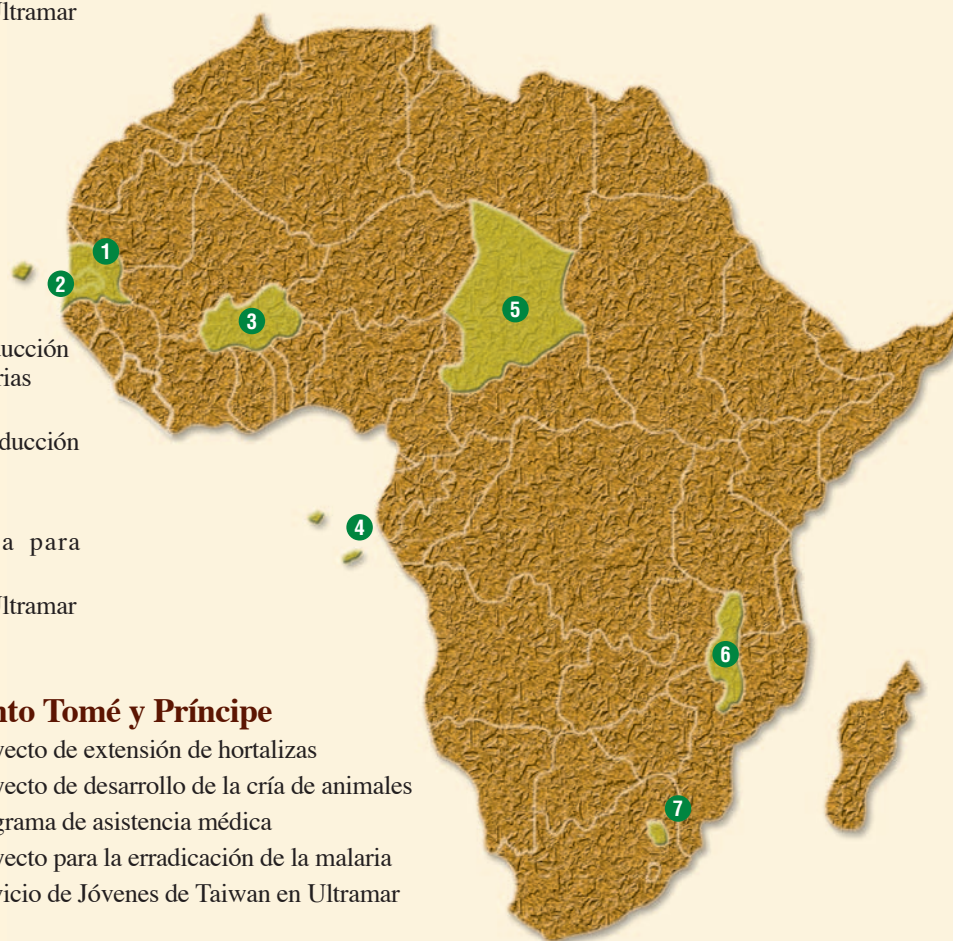 Ultramar
1
2
3
5
ucción
rias
ducción
4
a para
Ultramar
6
nto Tomé y Príncipe
yecto de extensión de hortalizas
yecto de desarrollo de la cría de animales
7
grama de asistencia médica
yecto para la erradicación de la malaria
vicio de Jóvenes de Taiwan en Ultramar